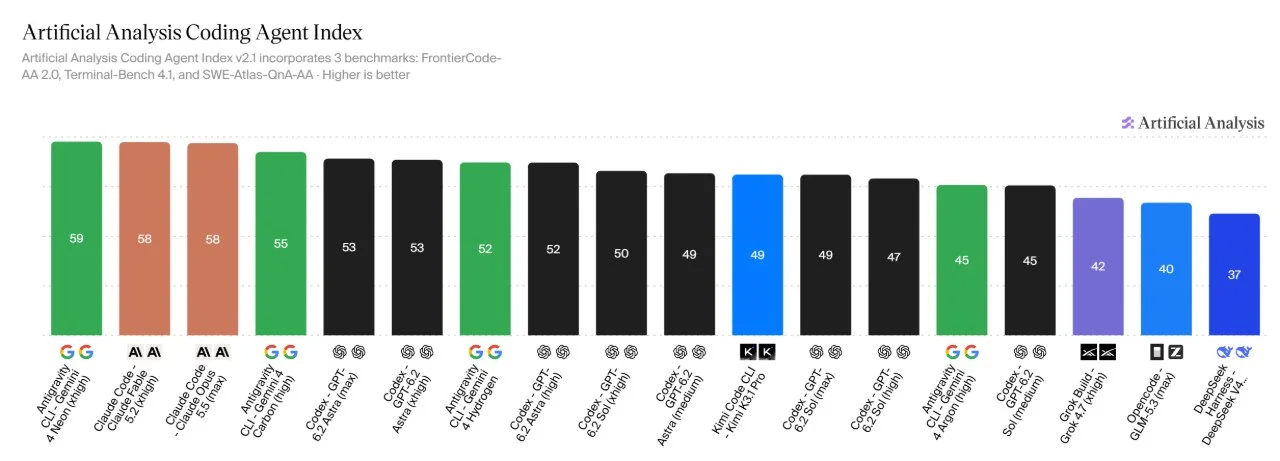 Artificial Analysis Coding Agent Index
Artificial Analysis Coding Agent Index v2.1 incorporates 3 benchmarks: FrontierCode-
AA 2.0, Terminal-Bench 4.1, and SWE-Atlas-QnA-AA · Higher is better
Artificial Analysis
59
58
58
55
53
53
52
52
50
49
49
49
47
45
45
42
40
37
Antigravity
CLI - Gemini
4 Neon (xhigh)
Claude Code -
Claude Fable
5.2 (xhigh)
Claude Code
- Claude Opus
5.5 (max)
Antigravity
CLI - Gemini 4
Carbon (high)
Codex - GPT-
6.2 Astra (max)
Codex -
GPT-6.2
Astra (xhigh)
Antigravity
CLI - Gemini
4 Hydrogen
Codex - GPT-
6.2 Astra (high)
Codex - GPT-
6.2 Sol (xhigh)
Codex -
GPT-6.2
Astra (medium)
Kimi Code CLI
- Kimi K3.1 Pro
Codex - GPT-
6.2 Sol (max)
Codex - GPT-
6.2 Sol (high)
Antigravity
CLI - Gemini
4 Argon (high)
Codex -
GPT-6.2
Sol (medium)
Grok Build -
Grok 4.7 (xhigh)
Opencode -
GLM-5.3 (max)
DeepSeek
Harness -
DeepSeek V4...